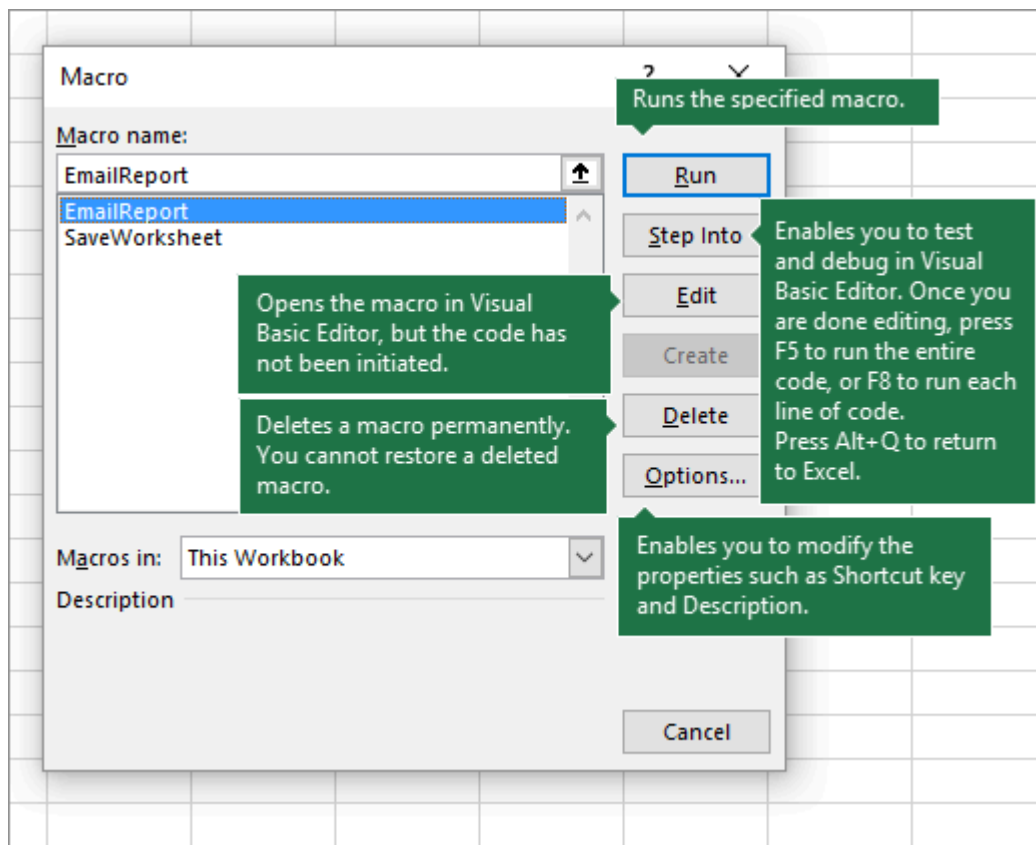 Macro
?
Runs the specified macro.
Macro name:
EmailReport
Run
EmailReport
SaveWorksheet
Step Into
Enables you to test
and debug in Visual
Basic Editor. Once you
are done editing, press
F5 to run the entire
code, or F8 to run each
line of code.
Press Alt+Q to return
to Excel.
Opens the macro in Visual
Basic Editor, but the code has
not been initiated.
Edit
Create
Deletes a macro permanently.
You cannot restore a deleted
macro.
Delete
Options...
Enables you to modify the
properties such as Shortcut key
and Description.
Macros in:
This Workbook
Description
Cancel